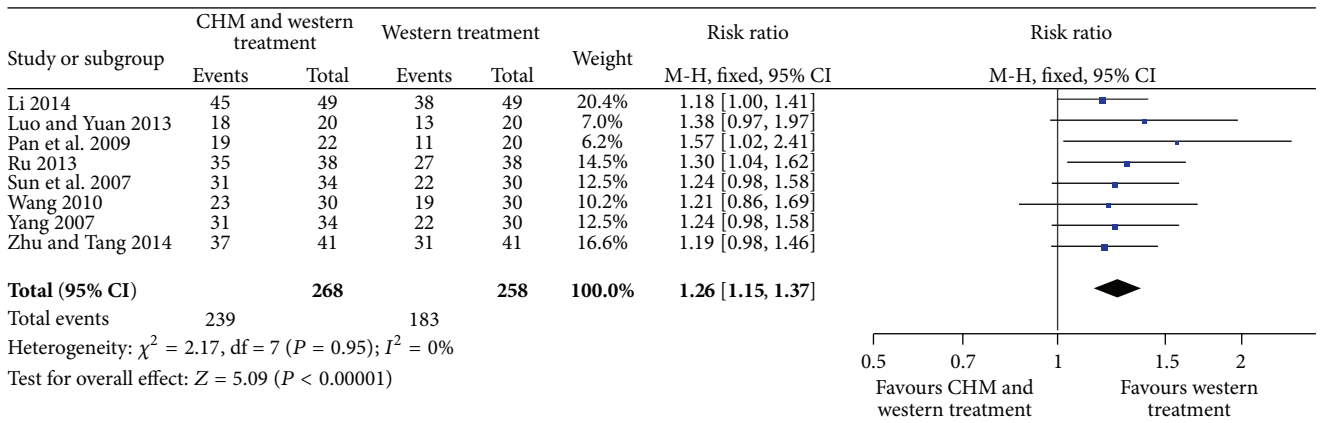 Study or subgroup CHM and western treatment Western treatment Weight Risk ratio Risk ratio
Events Total Events Total M-H, fixed, 95% CI M-H, fixed, 95% CI
Li 2014 45 49 38 49 20.4% 1.18 [1.00, 1.41]
Luo and Yuan 2013 18 20 13 20 7.0% 1.38 [0.97, 1.97]
Pan et al. 2009 19 22 11 20 6.2% 1.57 [1.02, 2.41]
Ru 2013 35 38 27 38 14.5% 1.30 [1.04, 1.62]
Sun et al. 2007 31 34 22 30 12.5% 1.24 [0.98, 1.58]
Wang 2010 23 30 19 30 10.2% 1.21 [0.86, 1.69]
Yang 2007 31 34 22 30 12.5% 1.24 [0.98, 1.58]
Zhu and Tang 2014 37 41 31 41 16.6% 1.19 [0.98, 1.46]
Total (95% CI) 268 258 100.0% 1.26 [1.15, 1.37]
Total events 239 183
Heterogeneity: χ² = 2.17, df = 7 (P = 0.95); I² = 0%
Test for overall effect: Z = 5.09 (P < 0.00001)
0.5 0.7 1 1.5 2
Favours CHM and western treatment Favours western treatment